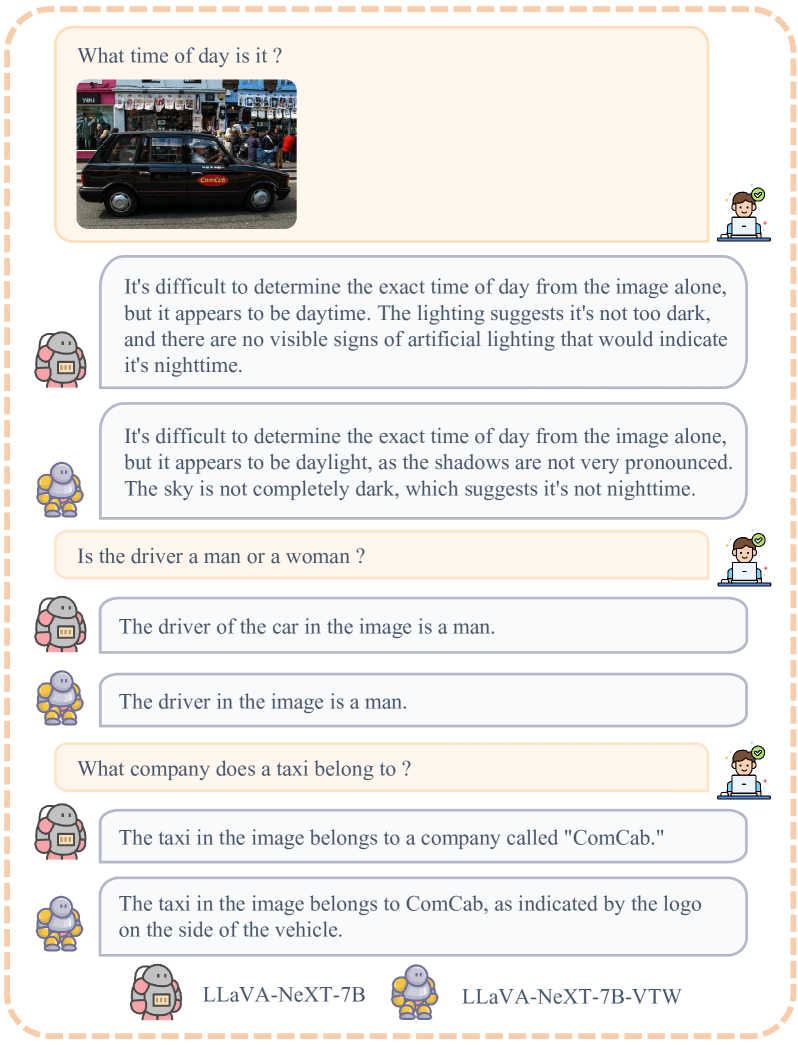 What time of day is it ?
ComCab
It's difficult to determine the exact time of day from the image alone,
but it appears to be daytime. The lighting suggests it's not too dark,
and there are no visible signs of artificial lighting that would indicate
it's nighttime.
It's difficult to determine the exact time of day from the image alone,
but it appears to be daylight, as the shadows are not very pronounced.
The sky is not completely dark, which suggests it's not nighttime.
Is the driver a man or a woman ?
The driver of the car in the image is a man.
The driver in the image is a man.
What company does a taxi belong to ?
The taxi in the image belongs to a company called "ComCab."
The taxi in the image belongs to ComCab, as indicated by the logo
on the side of the vehicle.
LLaVA-NeXT-7B
LLaVA-NeXT-7B-VTW